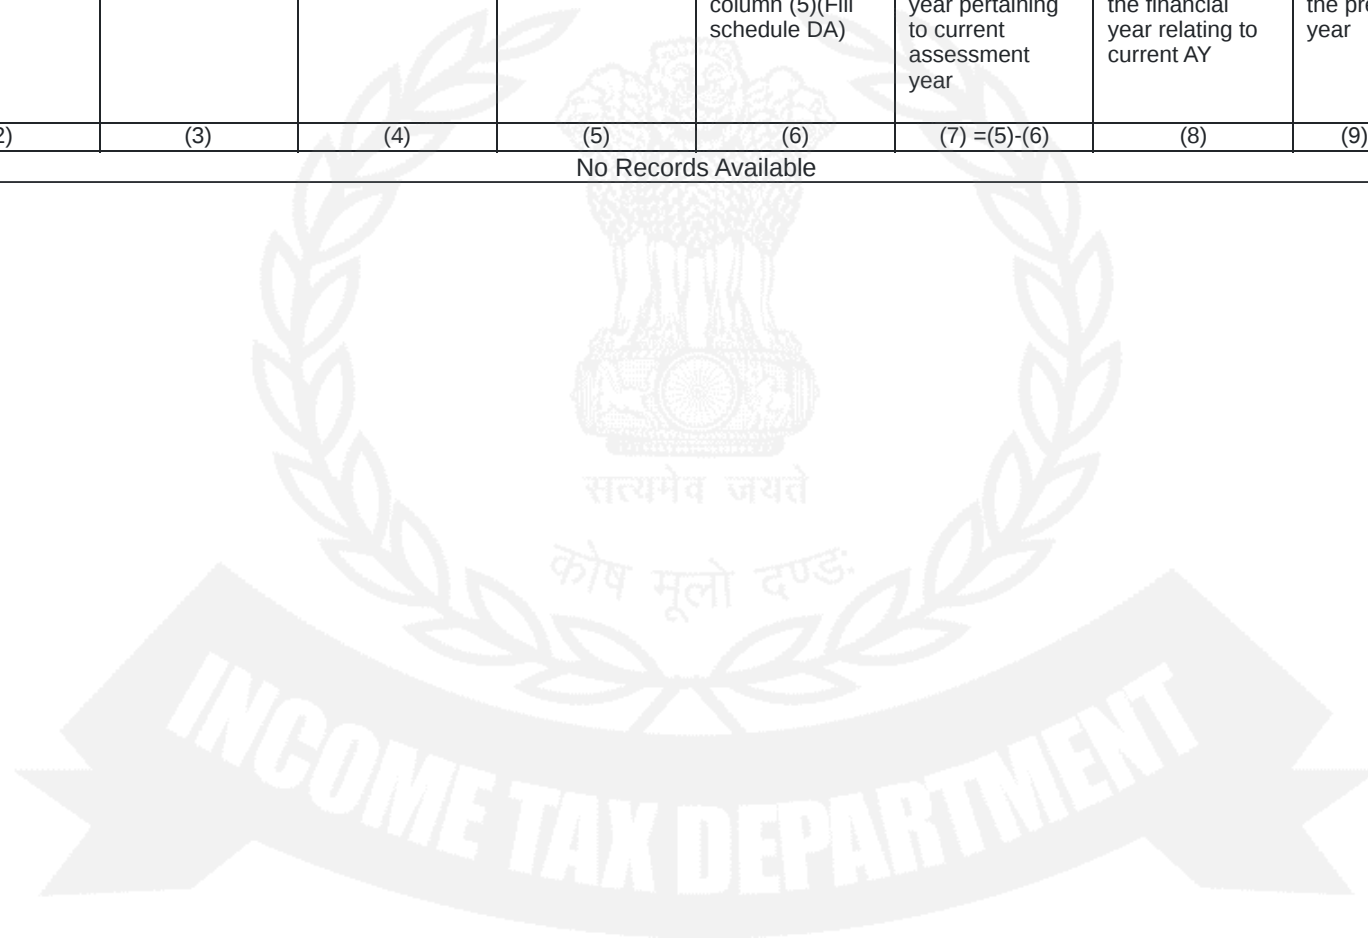 column (5)(Fill
schedule DA)
year pertaining
to current
assessment
year
the financial
year relating to
current AY
year
2)
(3)
(4)
(5)
(6)
(7) =(5)-(6)
(8)
(9)
No Records Available
सत्यमेव जयते
कोष मूलो दण्डः
INCOME TAX DEPARTMENT